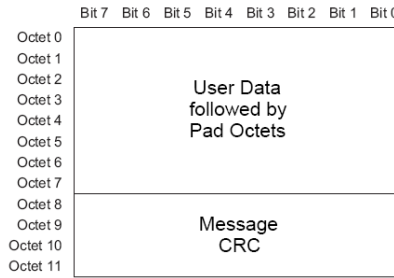 Bit 7 Bit 6 Bit 5 Bit 4 Bit 3 Bit 2 Bit 1 Bit 0
Octet 0
Octet 1
Octet 2
Octet 3
Octet 4
Octet 5
Octet 6
Octet 7
User Data
followed by
Pad Octets
Octet 8
Octet 9
Octet 10
Octet 11
Message
CRC